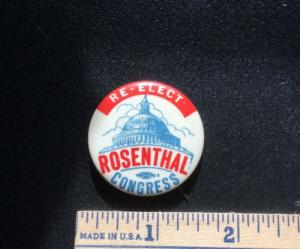 RE-ELECT
ROSENTHAL
CONGRESS
MADE IN U.S.A.
1
2